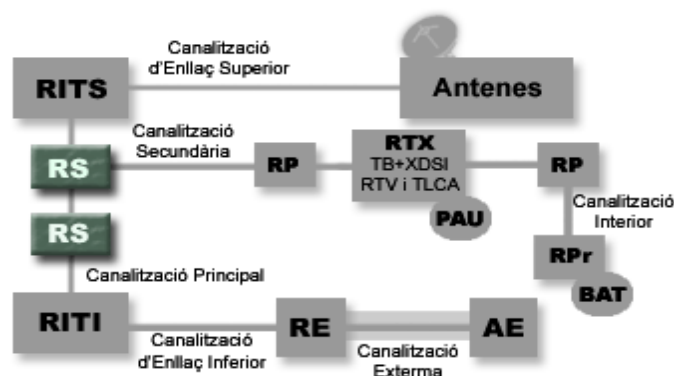 Canalització
d'Enllaç Superior
RITS
Antenes
Canalització
Secundària
RS
RP
RTX
TB+XDSI
RTV i TLCA
PAU
RP
Canalització
Interior
RS
RPr
BAT
Canalització Principal
RITI
Canalització
d'Enllaç Inferior
RE
Canalització
Exterma
AE